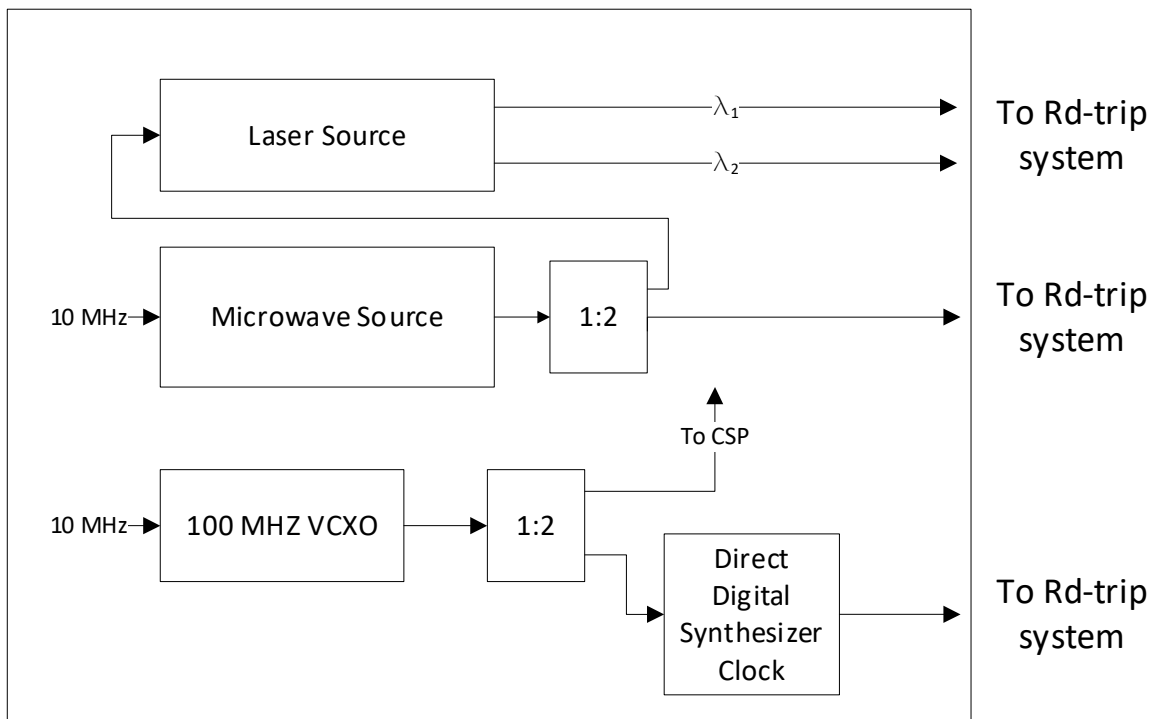 Laser Source
λ1
λ2
To Rd-trip
system
10 MHz
Microwave Source
1:2
To Rd-trip
system
To CSP
10 MHz
100 MHZ VCXO
1:2
Direct
Digital
Synthesizer
Clock
To Rd-trip
system